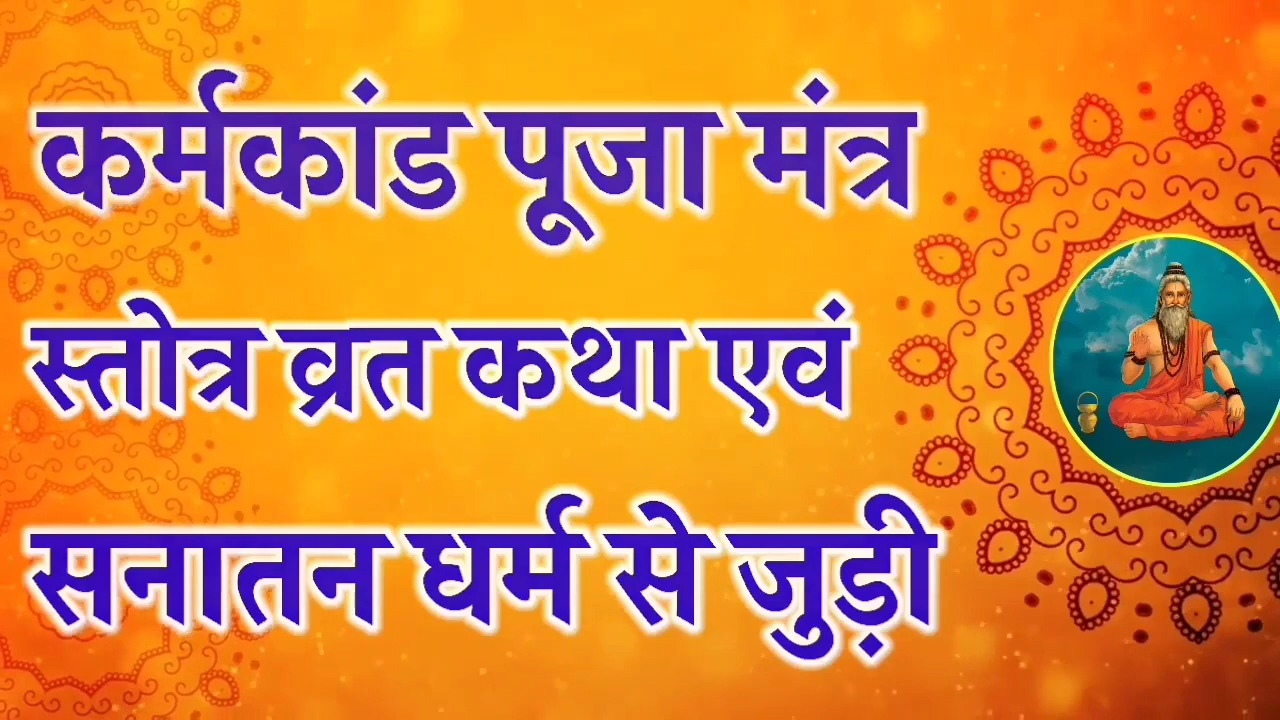 कर्मकांड पूजा मंत्र
स्तोत्र व्रत कथा एवं
सनातन धर्म से जुड़ी